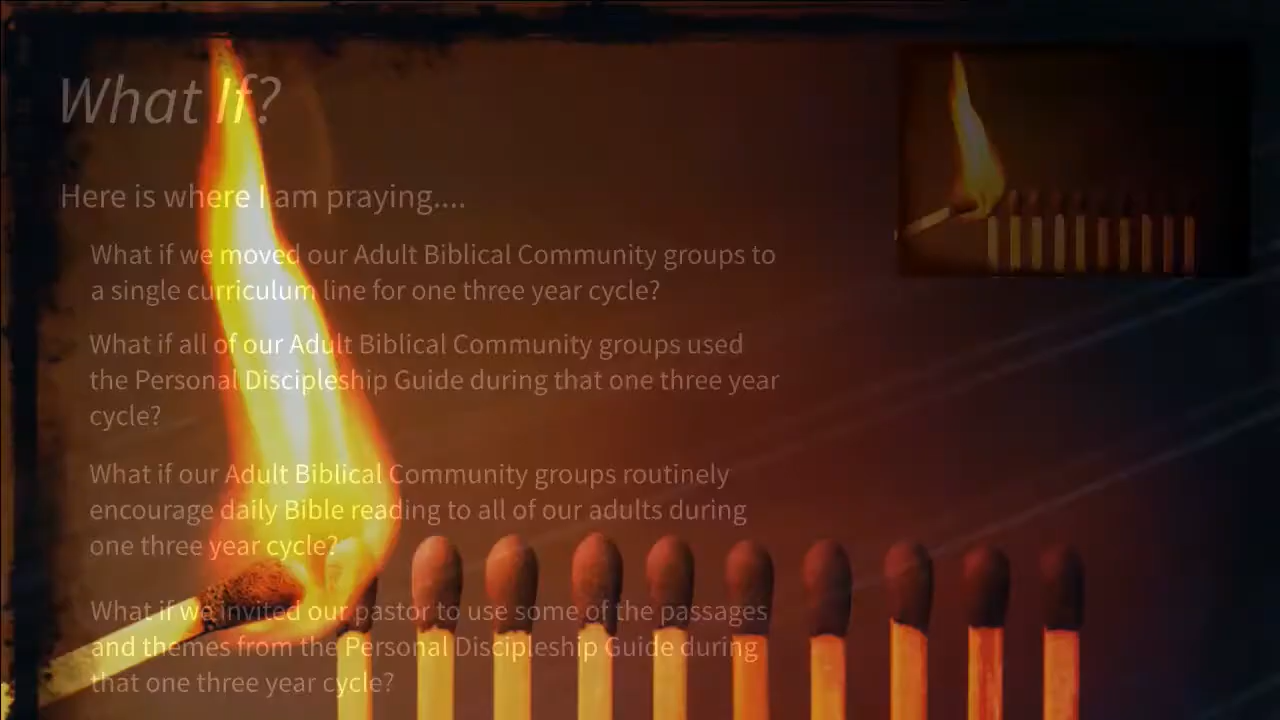 What If?
Here is where I am praying....
What if we moved our Adult Biblical Community groups to
a single curriculum line for one three year cycle?
What if all of our Adult Biblical Community groups used
the Personal Discipleship Guide during that one three year
cycle?
What if our Adult Biblical Community groups routinely
encourage daily Bible reading to all of our adults during
one three year cycle?
What if we invited our pastor to use some of the passages
and themes from the Personal Discipleship Guide during
that one three year cycle?